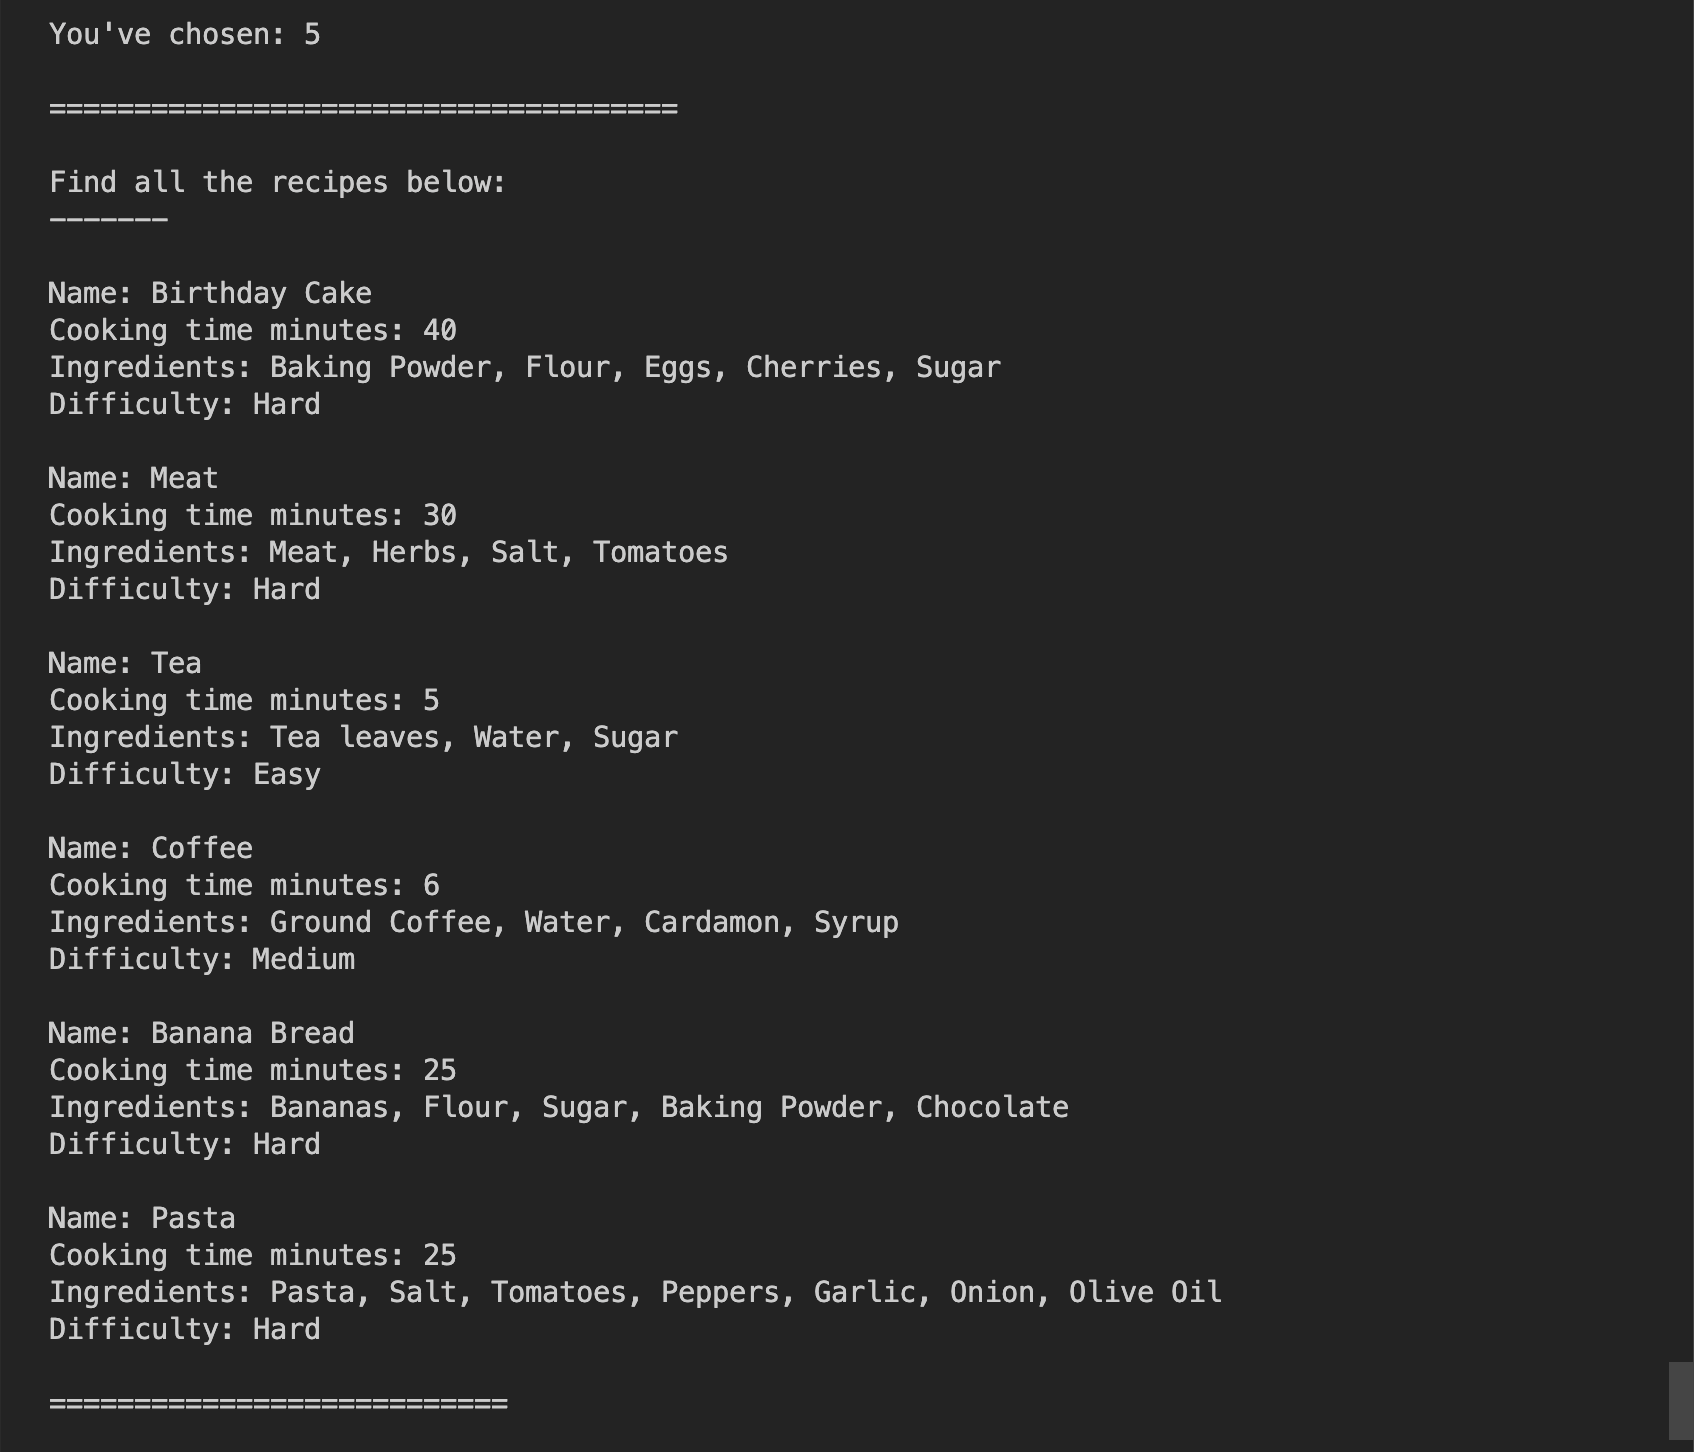 You've chosen: 5
=====================================
Find all the recipes below:
-------
Name: Birthday Cake
Cooking time minutes: 40
Ingredients: Baking Powder, Flour, Eggs, Cherries, Sugar
Difficulty: Hard
Name: Meat
Cooking time minutes: 30
Ingredients: Meat, Herbs, Salt, Tomatoes
Difficulty: Hard
Name: Tea
Cooking time minutes: 5
Ingredients: Tea leaves, Water, Sugar
Difficulty: Easy
Name: Coffee
Cooking time minutes: 6
Ingredients: Ground Coffee, Water, Cardamon, Syrup
Difficulty: Medium
Name: Banana Bread
Cooking time minutes: 25
Ingredients: Bananas, Flour, Sugar, Baking Powder, Chocolate
Difficulty: Hard
Name: Pasta
Cooking time minutes: 25
Ingredients: Pasta, Salt, Tomatoes, Peppers, Garlic, Onion, Olive Oil
Difficulty: Hard
===========================